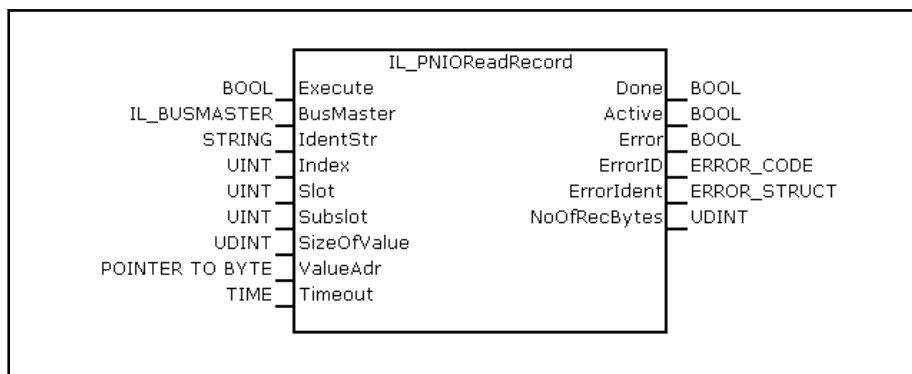 IL_PNIOReadRecord
BOOL Execute Done BOOL
IL_BUSMASTER BusMaster Active BOOL
STRING IdentStr Error BOOL
UINT Index ErrorID ERROR_CODE
UINT Slot ErrorIdent ERROR_STRUCT
UINT Subslot NoOfRecBytes UDINT
UDINT SizeOfValue
POINTER TO BYTE ValueAdr
TIME Timeout